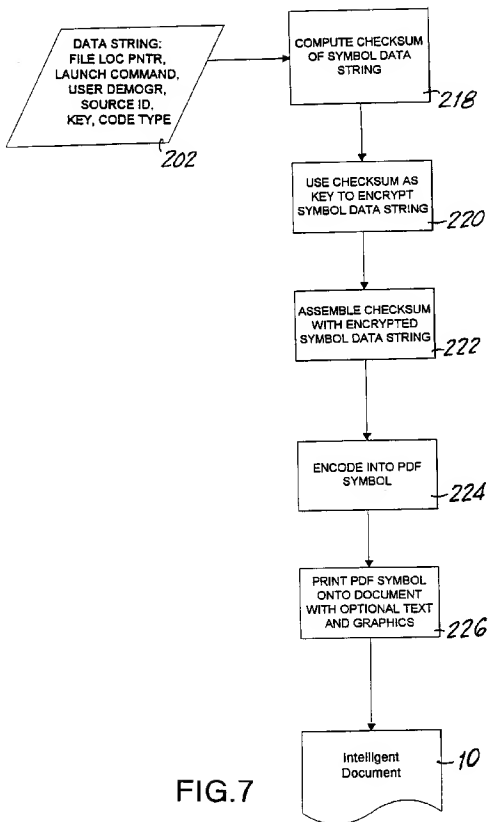 DATA STRING:
FILE LOC PNTR,
LAUNCH COMMAND,
USER DEMOGR,
SOURCE ID,
KEY, CODE TYPE
202
COMPUTE CHECKSUM
OF SYMBOL DATA
STRING
218
USE CHECKSUM AS
KEY TO ENCRYPT
SYMBOL DATA STRING
220
ASSEMBLE CHECKSUM
WITH ENCRYPTED
SYMBOL DATA STRING
222
ENCODE INTO PDF
SYMBOL
224
PRINT PDF SYMBOL
ONTO DOCUMENT
WITH OPTIONAL TEXT
AND GRAPHICS
226
Intelligent
Document
10
FIG.7